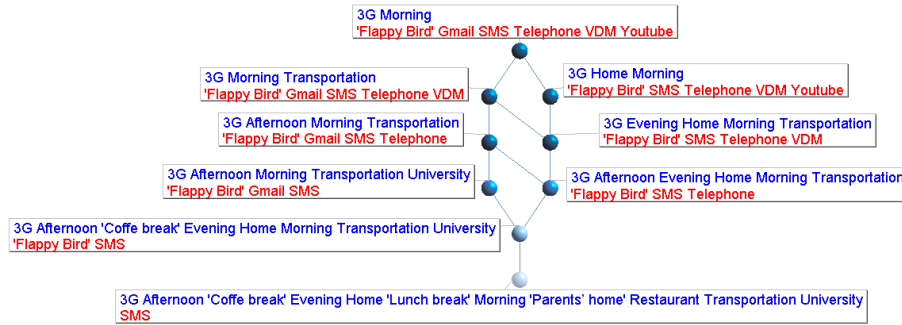 3G Morning
'Flappy Bird' Gmail SMS Telephone VDM Youtube
3G Morning Transportation
'Flappy Bird' Gmail SMS Telephone VDM
3G Home Morning
'Flappy Bird' SMS Telephone VDM Youtube
3G Afternoon Morning Transportation
'Flappy Bird' Gmail SMS Telephone
3G Evening Home Morning Transportation
'Flappy Bird' SMS Telephone VDM
3G Afternoon Morning Transportation University
'Flappy Bird' Gmail SMS
3G Afternoon Evening Home Morning Transportation
'Flappy Bird' SMS Telephone
3G Afternoon 'Coffe break' Evening Home Morning Transportation University
'Flappy Bird' SMS
3G Afternoon 'Coffe break' Evening Home 'Lunch break' Morning 'Parents’ home' Restaurant Transportation University
SMS